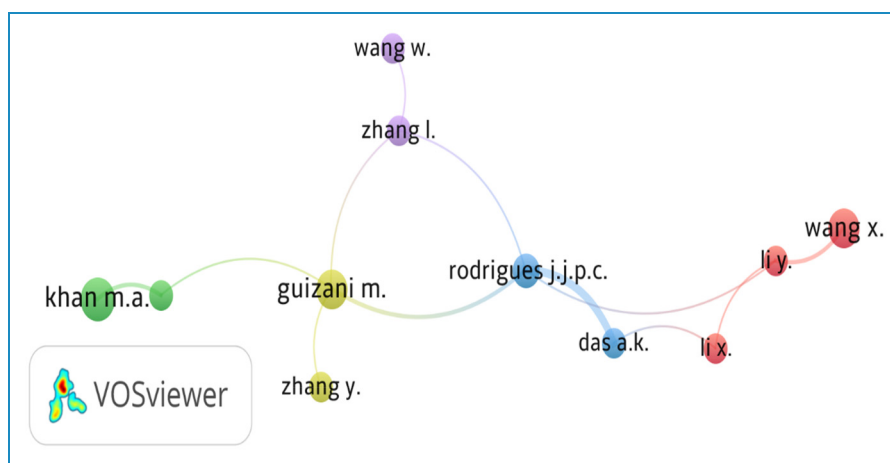 wang w.
zhang l.
wang x.
li y.
rodrigues j.j.p.c.
guizani m.
khan m.a.
das a.k.
li x.
zhang y.
VOSviewer